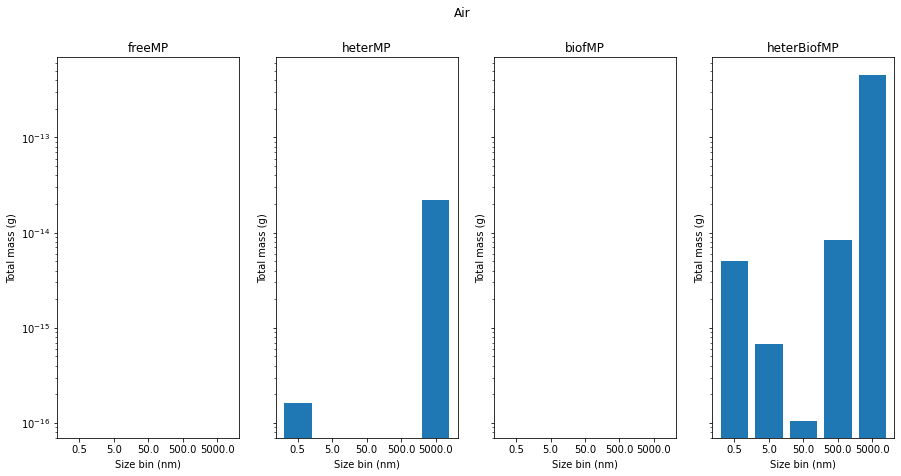 Air
freeMP
heterMP
biofMP
heterBiofMP
Total mass (g)
10⁻¹³
10⁻¹⁴
10⁻¹⁵
10⁻¹⁶
0.5 5.0 50.0 500.0 5000.0
Size bin (nm)
Total mass (g)
0.5 5.0 50.0 500.0 5000.0
Size bin (nm)
Total mass (g)
0.5 5.0 50.0 500.0 5000.0
Size bin (nm)
Total mass (g)
0.5 5.0 50.0 500.0 5000.0
Size bin (nm)